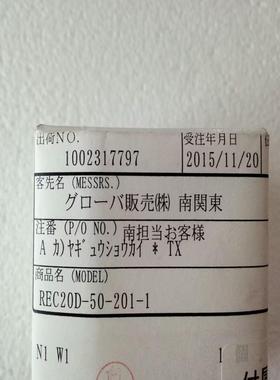 出荷NO. 受注年月日
1002317797 2015/11/20
客先名 (MESSRS.)
グローバ販売㈱ 南関東
注番 (P/O NO.) 南担当お客様
A カ)ヤギュウショウカイ * TX
商品名 (MODEL)
REC20D-50-201-1
N1 W1 1 個